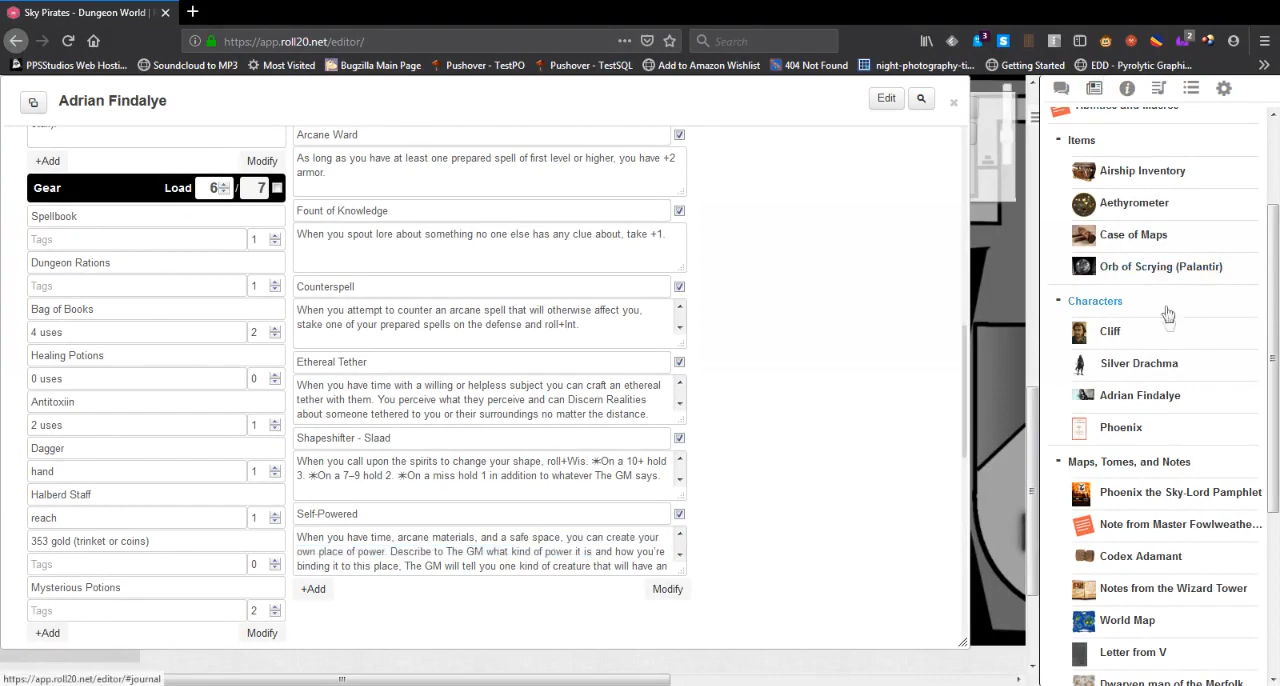 Sky Pirates - Dungeon World |
https://app.roll20.net/editor/
Search
3
2
PPSStudios Web Hosti...
Soundcloud to MP3
Most Visited
Bugzilla Main Page
Pushover - TestPO
Pushover - TestSQL
Add to Amazon Wishlist
404 Not Found
night-photography-ti...
Getting Started
EDD - Pyrolytic Graphi...
Adrian Findalye
Edit
+Add
Modify
Gear
Load
6
/
7
Spellbook
Tags
1
Dungeon Rations
Tags
1
Bag of Books
4 uses
2
Healing Potions
0 uses
0
Antitoxiin
2 uses
1
Dagger
hand
1
Halberd Staff
reach
1
353 gold (trinket or coins)
Tags
0
Mysterious Potions
Tags
2
+Add
Modify
Arcane Ward
As long as you have at least one prepared spell of first level or higher, you have +2
armor.
Fount of Knowledge
When you spout lore about something no one else has any clue about, take +1.
Counterspell
When you attempt to counter an arcane spell that will otherwise affect you,
stake one of your prepared spells on the defense and roll+Int.
Ethereal Tether
When you have time with a willing or helpless subject you can craft an ethereal
tether with them. You perceive what they perceive and can Discern Realities
about someone tethered to you or their surroundings no matter the distance.
Shapeshifter - Slaad
When you call upon the spirits to change your shape, roll+Wis. ✴On a 10+ hold
3. ✴On a 7–9 hold 2. ✴On a miss hold 1 in addition to whatever The GM says.
Self-Powered
When you have time, arcane materials, and a safe space, you can create your
own place of power. Describe to The GM what kind of power it is and how you're
binding it to this place, The GM will tell you one kind of creature that will have an
+Add
Modify
Abilities and Macros
Items
Airship Inventory
Aethyrometer
Case of Maps
Orb of Scrying (Palantir)
Characters
Cliff
Silver Drachma
Adrian Findalye
Phoenix
Maps, Tomes, and Notes
Phoenix the Sky-Lord Pamphlet
Note from Master Fowlweathe...
Codex Adamant
Notes from the Wizard Tower
World Map
Letter from V
Dwarven map of the Merfolk
https://app.roll20.net/editor/#journal